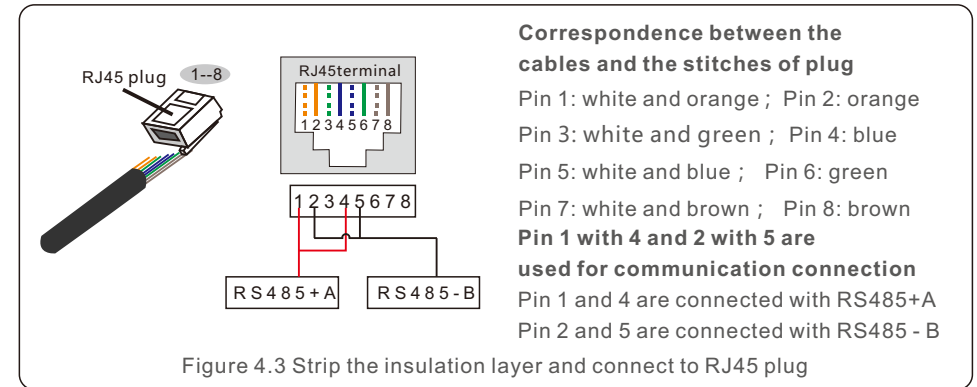 RJ45 plug
1--8
RJ45terminal
12345678
12345678
RS485+A
RS485-B
Correspondence between the
cables and the stitches of plug
Pin 1: white and orange ; Pin 2: orange
Pin 3: white and green ; Pin 4: blue
Pin 5: white and blue ; Pin 6: green
Pin 7: white and brown ; Pin 8: brown
Pin 1 with 4 and 2 with 5 are
used for communication connection
Pin 1 and 4 are connected with RS485+A
Pin 2 and 5 are connected with RS485 - B
Figure 4.3 Strip the insulation layer and connect to RJ45 plug